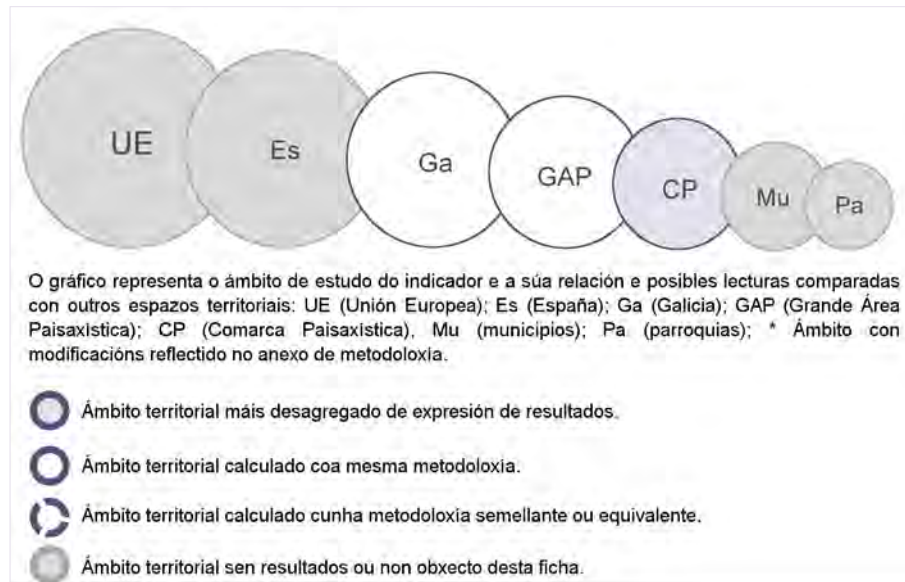 UE Es Ga GAP CP Mu Pa
O gráfico representa o ámbito de estudo do indicador e a súa relación e posibles lecturas comparadas
con outros espazos territoriais: UE (Unión Europea); Es (España); Ga (Galicia); GAP (Grande Área
Paisaxística); CP (Comarca Paisaxística), Mu (municipios); Pa (parroquias); * Ámbito con
modificacións reflectido no anexo de metodoloxía.
Ámbito territorial máis desagregado de expresión de resultados.
Ámbito territorial calculado coa mesma metodoloxía.
Ámbito territorial calculado cunha metodoloxía semellante ou equivalente.
Ámbito territorial sen resultados ou non obxecto desta ficha.